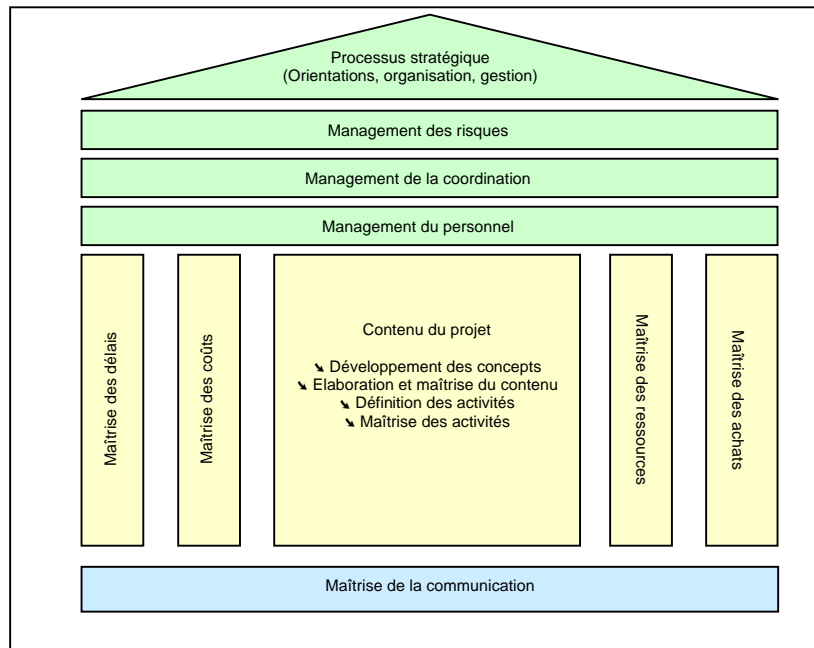 Processus stratégique
(Orientations, organisation, gestion)
Management des risques
Management de la coordination
Management du personnel
Maîtrise des délais
Maîtrise des coûts
Contenu du projet
➘ Développement des concepts
➘ Elaboration et maîtrise du contenu
➘ Définition des activités
➘ Maîtrise des activités
Maîtrise des ressources
Maîtrise des achats
Maîtrise de la communication